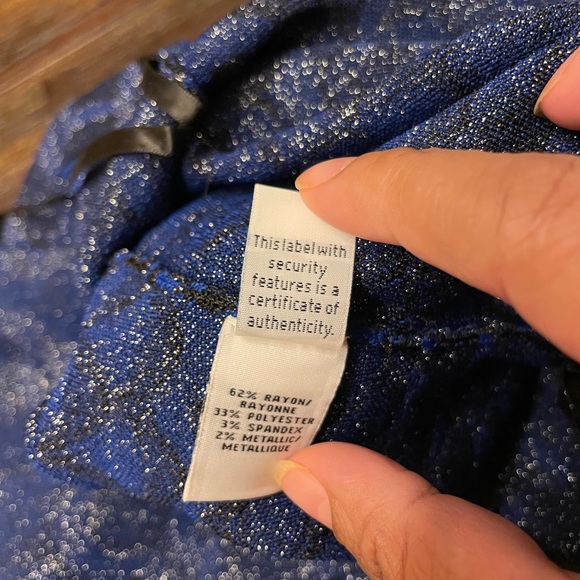 This label with
security
features is a
certificate of
authenticity.
62% RAYON/
RAYONNE
33% POLYESTER
3% SPANDEX
2% METALLIC/
METALLIQUE